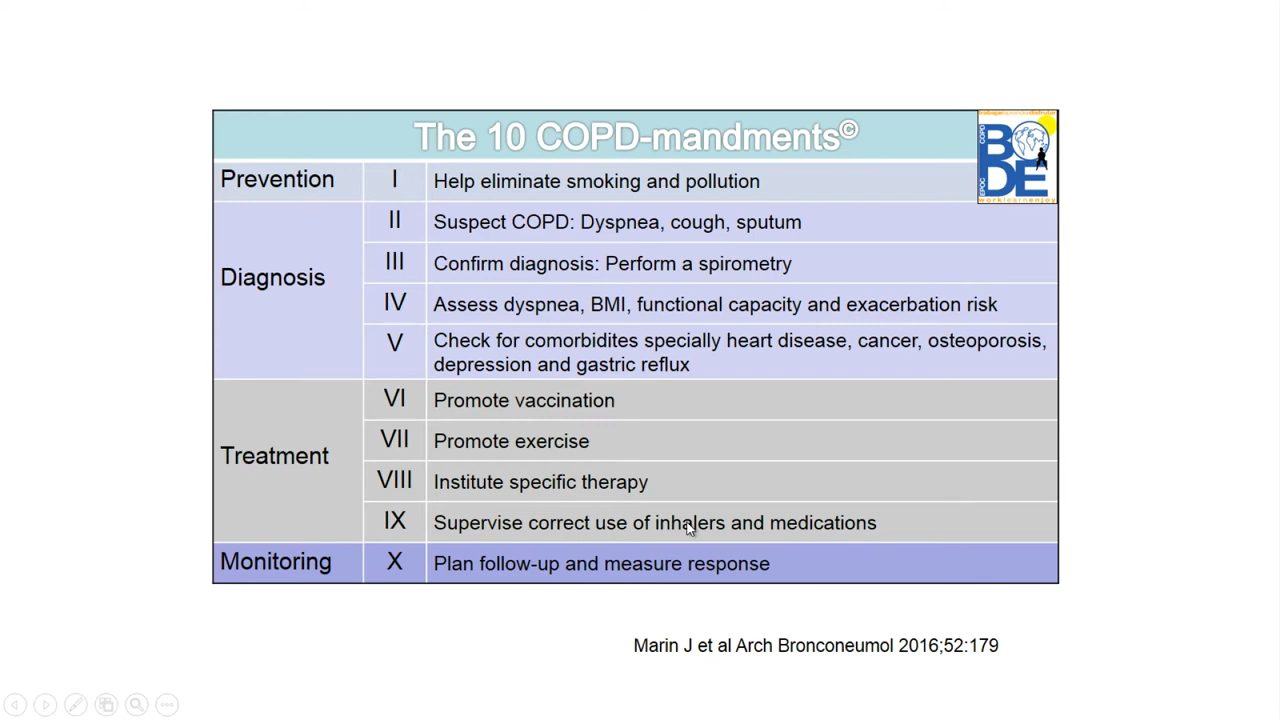 The 10 COPD-mandments©
COPD
BODE
EPOC
worklearnenjoy
Prevention I Help eliminate smoking and pollution
Diagnosis
II Suspect COPD: Dyspnea, cough, sputum
III Confirm diagnosis: Perform a spirometry
IV Assess dyspnea, BMI, functional capacity and exacerbation risk
V Check for comorbidites specially heart disease, cancer, osteoporosis,
depression and gastric reflux
Treatment
VI Promote vaccination
VII Promote exercise
VIII Institute specific therapy
IX Supervise correct use of inhalers and medications
Monitoring X Plan follow-up and measure response
Marin J et al Arch Bronconeumol 2016;52:179